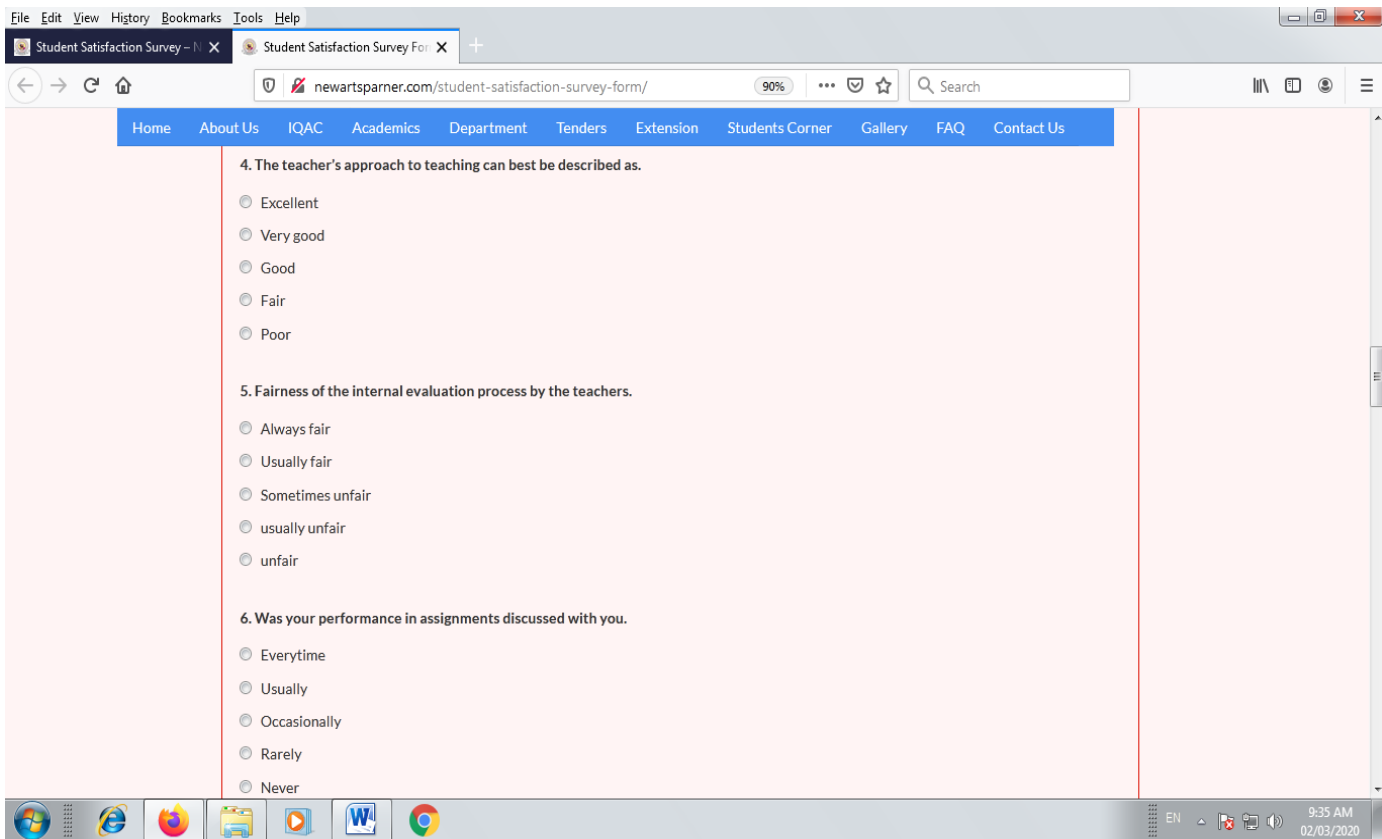 File Edit View History Bookmarks Tools Help
Student Satisfaction Survey – N
Student Satisfaction Survey For
newartsparner.com/student-satisfaction-survey-form/ 90% Search
Home About Us IQAC Academics Department Tenders Extension Students Corner Gallery FAQ Contact Us
4. The teacher's approach to teaching can best be described as.
Excellent
Very good
Good
Fair
Poor
5. Fairness of the internal evaluation process by the teachers.
Always fair
Usually fair
Sometimes unfair
usually unfair
unfair
6. Was your performance in assignments discussed with you.
Everytime
Usually
Occasionally
Rarely
Never
EN 9:35 AM
02/03/2020